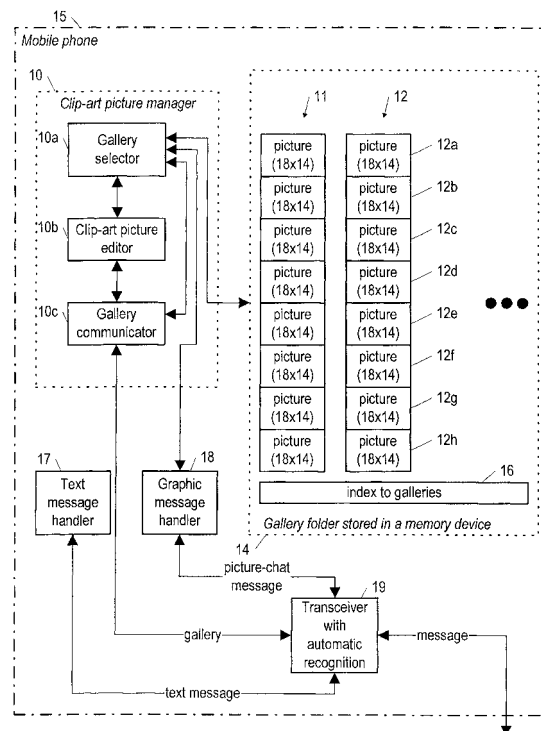 15
Mobile phone
10
Clip-art picture manager
10a
Gallery
selector
10b
Clip-art picture
editor
10c
Gallery
communicator
11
12
picture
(18x14)
picture
(18x14)
12a
picture
(18x14)
picture
(18x14)
12b
picture
(18x14)
picture
(18x14)
12c
picture
(18x14)
picture
(18x14)
12d
picture
(18x14)
picture
(18x14)
12e
picture
(18x14)
picture
(18x14)
12f
picture
(18x14)
picture
(18x14)
12g
picture
(18x14)
picture
(18x14)
12h
16
index to galleries
Gallery folder stored in a memory device
14
17
Text
message
handler
18
Graphic
message
handler
picture-chat
message
19
Transceiver
with
automatic
recognition
gallery
message
text message